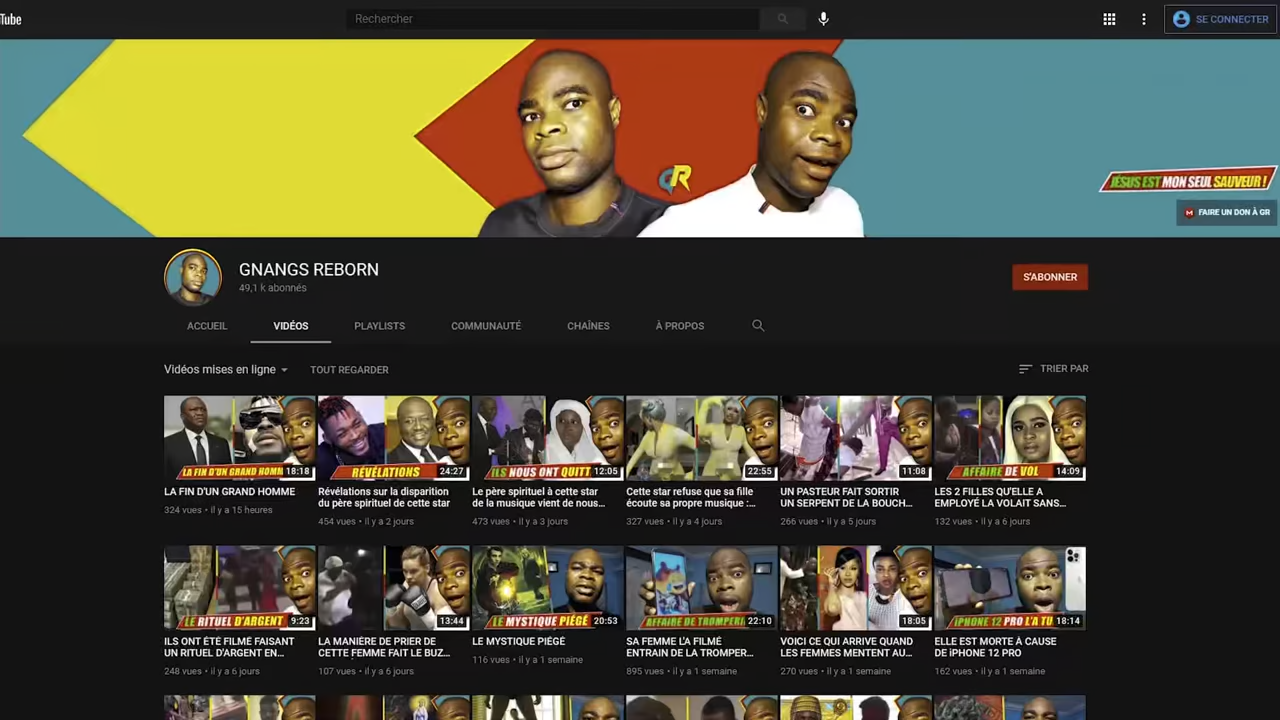 Tube
Rechercher
SE CONNECTER
GR
JÉSUS EST MON SEUL SAUVEUR !
FAIRE UN DON À GR
GNANGS REBORN
49,1 k abonnés
S'ABONNER
ACCUEIL
VIDÉOS
PLAYLISTS
COMMUNAUTÉ
CHAÎNES
À PROPOS
Vidéos mises en ligne
TOUT REGARDER
TRIER PAR
LA FIN D'UN GRAND HOMM
18:18
RÉVÉLATIONS
24:27
ILS NOUS ONT QUITT
12:05
22:55
11:08
AFFAIRE DE VOL
14:09
LA FIN D'UN GRAND HOMME
324 vues • il y a 15 heures
Révélations sur la disparition
du père spirituel de cette star
454 vues • il y a 2 jours
Le père spirituel à cette star
de la musique vient de nous...
473 vues • il y a 3 jours
Cette star refuse que sa fille
écoute sa propre musique :...
327 vues • il y a 4 jours
UN PASTEUR FAIT SORTIR
UN SERPENT DE LA BOUCH...
266 vues • il y a 5 jours
LES 2 FILLES QU'ELLE A
EMPLOYÉ LA VOLAIT SANS...
132 vues • il y a 6 jours
LE RITUEL D'ARGENT
9:23
13:44
LE MYSTIQUE PIÉGÉ
20:53
AFFAIRE DE TROMPERI
22:10
18:05
IPHONE 12 PRO L'A TU
18:14
ILS ONT ÉTÉ FILMÉ FAISANT
UN RITUEL D'ARGENT EN...
248 vues • il y a 6 jours
LA MANIÈRE DE PRIER DE
CETTE FEMME FAIT LE BUZ...
107 vues • il y a 6 jours
LE MYSTIQUE PIÉGÉ
116 vues • il y a 1 semaine
SA FEMME L'A FILMÉ
ENTRAIN DE LA TROMPER...
895 vues • il y a 1 semaine
VOICI CE QUI ARRIVE QUAND
LES FEMMES MENTENT AU...
270 vues • il y a 1 semaine
ELLE EST MORTE À CAUSE
DE iPHONE 12 PRO
162 vues • il y a 1 semaine